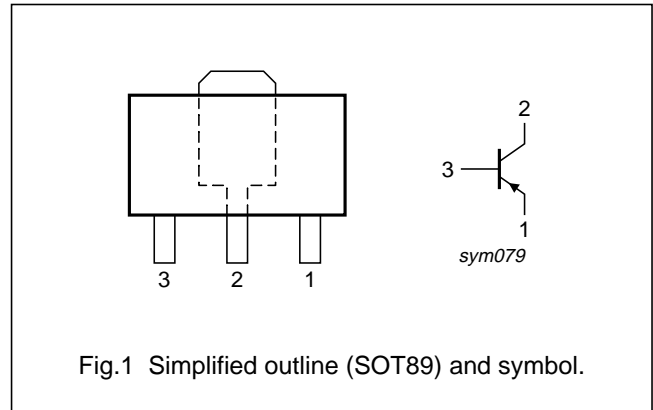 2
3
1
sym079
3 2 1
Fig.1 Simplified outline (SOT89) and symbol.